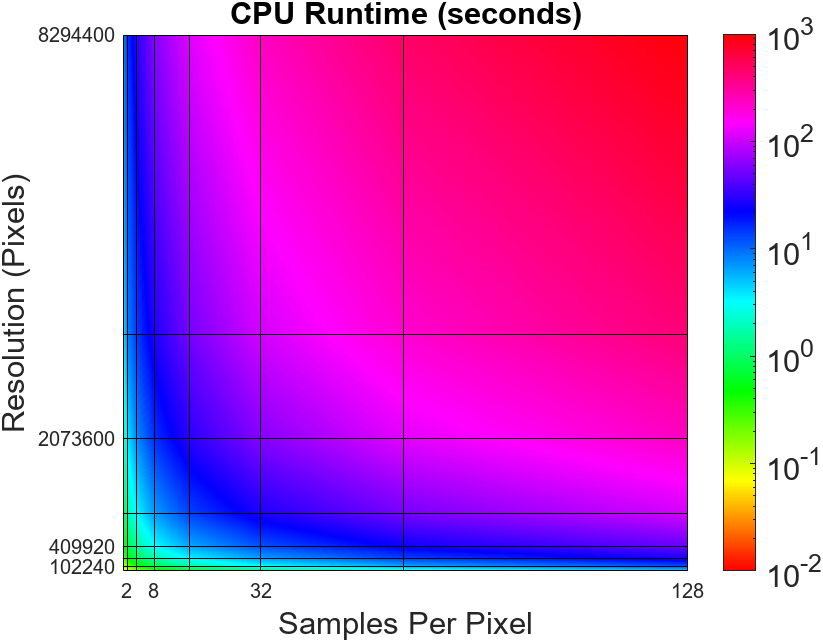 CPU Runtime (seconds)
8294400
2073600
409920
102240
Resolution (Pixels)
2 8 32 128
Samples Per Pixel
10^3
10^2
10^1
10^0
10^-1
10^-2